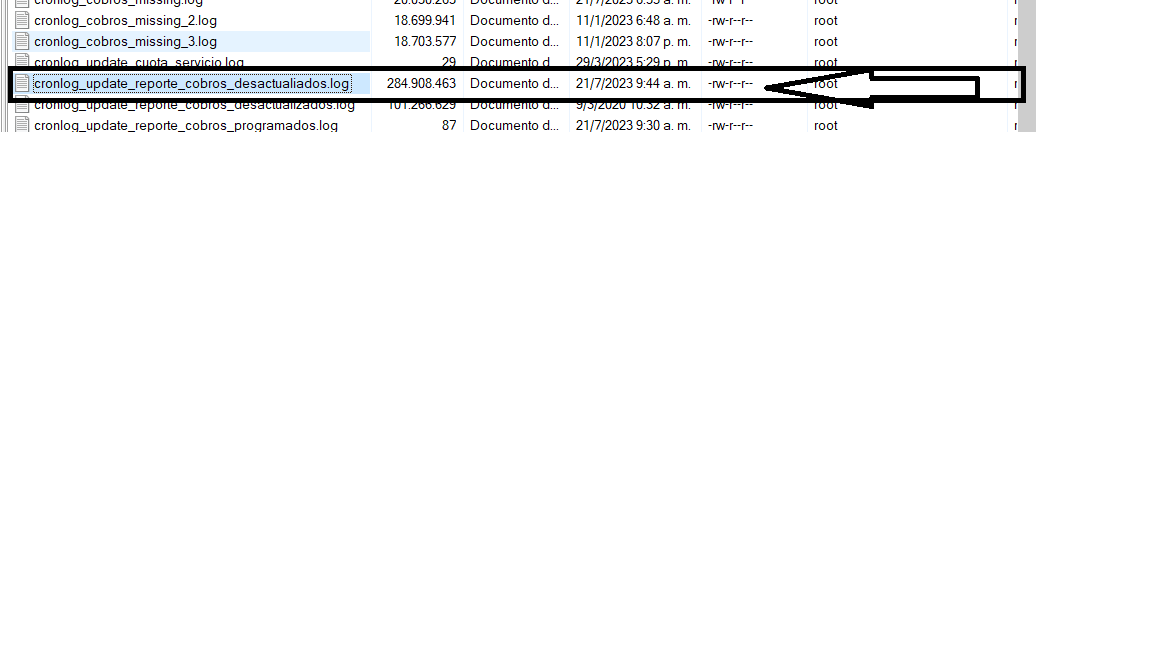 cronlog_cobros_missing.log 21/7/2023 6:55 a. m. -rw-r--r-- root
cronlog_cobros_missing_2.log 18.699.941 Documento d... 11/1/2023 6:48 a. m. -rw-r--r-- root
cronlog_cobros_missing_3.log 18.703.577 Documento d... 11/1/2023 8:07 p. m. -rw-r--r-- root
cronlog_update_cuota_servicio.log 29 Documento d... 29/3/2023 5:29 p. m. -rw-r--r-- root
cronlog_update_reporte_cobros_desactualiados.log 284.908.463 Documento d... 21/7/2023 9:44 a. m. -rw-r--r-- root
cronlog_update_reporte_cobros_desactualizados.log 101.266.629 Documento d... 9/3/2020 10:32 a. m. -rw-r--r-- root
cronlog_update_reporte_cobros_programados.log 87 Documento d... 21/7/2023 9:30 a. m. -rw-r--r-- root